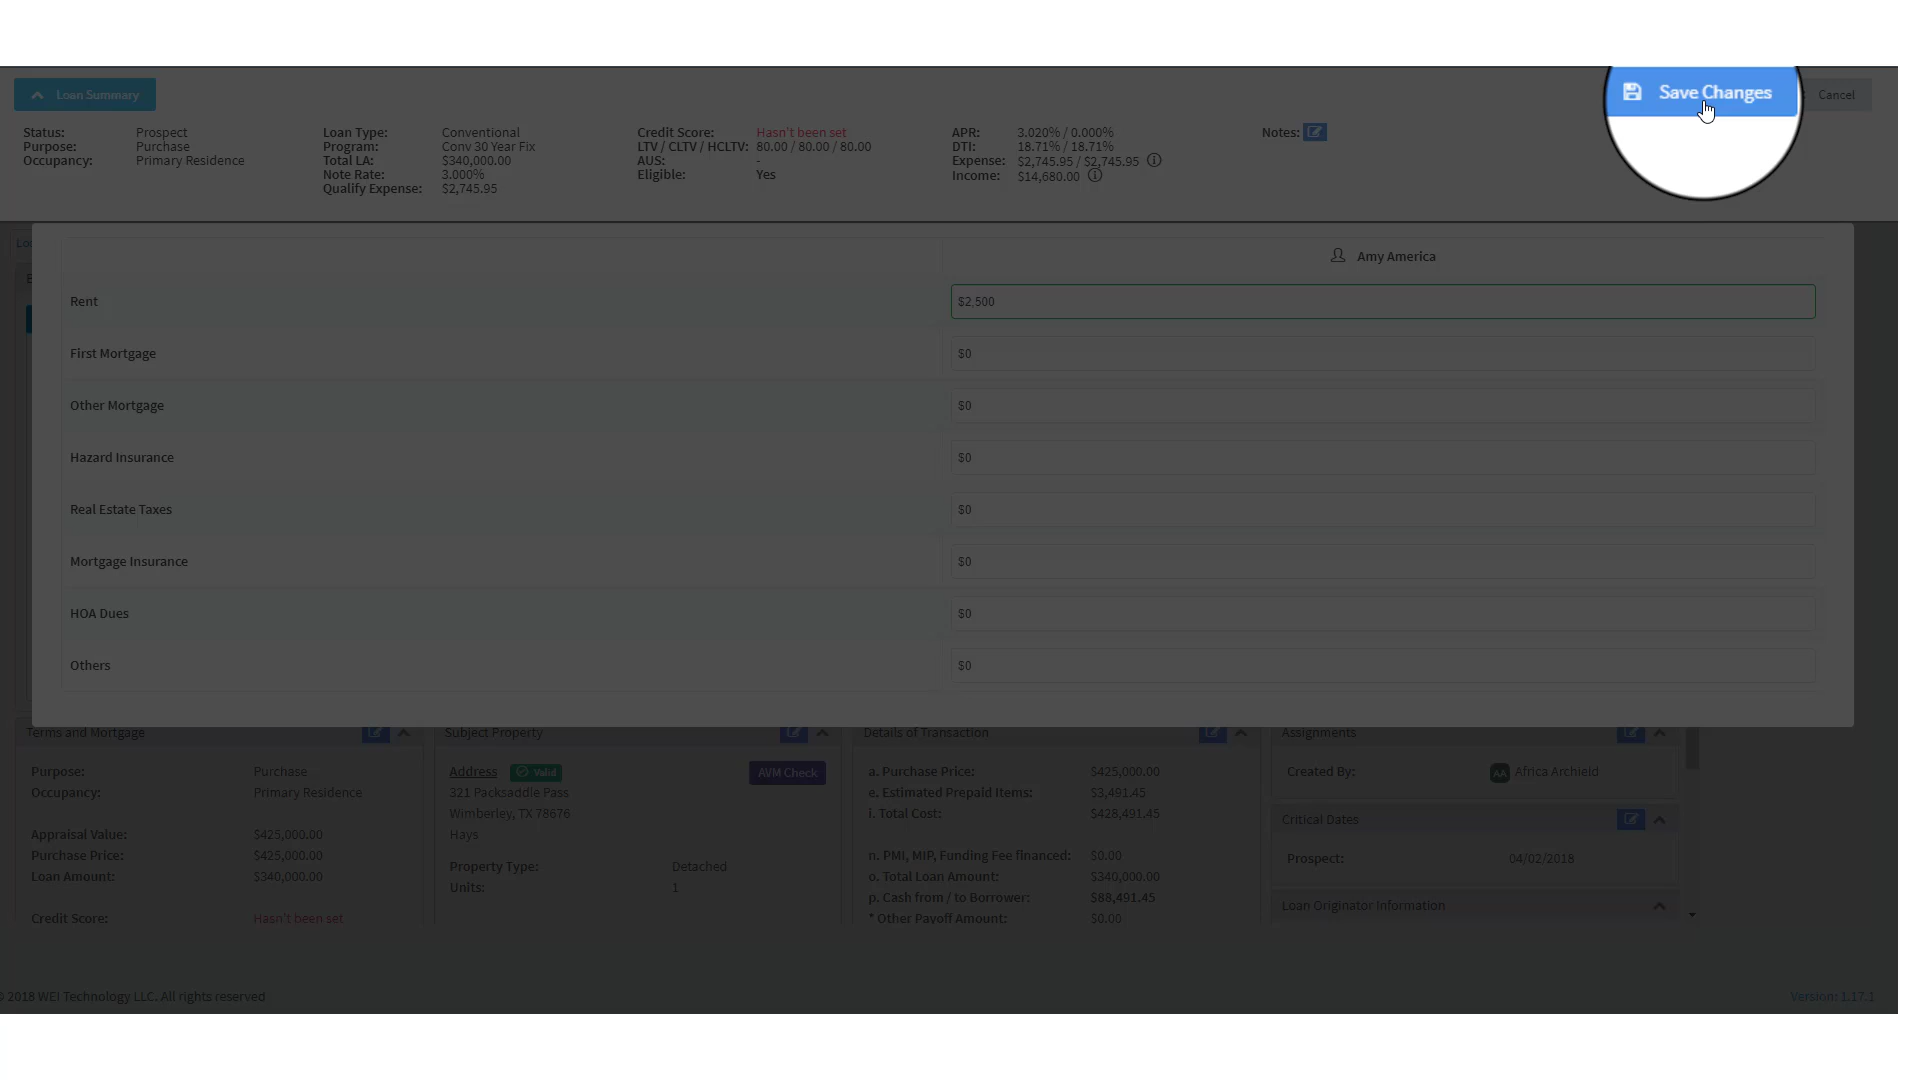 Loan Summary
Save Changes
Cancel
Status: Prospect
Purpose: Purchase
Occupancy: Primary Residence
Loan Type: Conventional
Program: Conv 30 Year Fix
Total LA: $340,000.00
Note Rate: 3.000%
Qualify Expense: $2,745.95
Credit Score: Hasn't been set
LTV / CLTV / HCLTV: 80.00 / 80.00 / 80.00
AUS: -
Eligible: Yes
APR: 3.020% / 0.000%
DTI: 18.71% / 18.71%
Expense: $2,745.95 / $2,745.95
Income: $14,680.00
Notes:
Amy America
Rent $2,500
First Mortgage $0
Other Mortgage $0
Hazard Insurance $0
Real Estate Taxes $0
Mortgage Insurance $0
HOA Dues $0
Others $0
Terms and Mortgage
Purpose: Purchase
Occupancy: Primary Residence
Appraisal Value: $425,000.00
Purchase Price: $425,000.00
Loan Amount: $340,000.00
Credit Score: Hasn't been set
Subject Property
Address Valid AVM Check
321 Packsaddle Pass
Wimberley, TX 78676
Hays
Property Type: Detached
Units: 1
Details of Transaction
a. Purchase Price: $425,000.00
e. Estimated Prepaid Items: $3,491.45
i. Total Cost: $428,491.45
n. PMI, MIP, Funding Fee financed: $0.00
o. Total Loan Amount: $340,000.00
p. Cash from / to Borrower: $88,491.45
* Other Payoff Amount: $0.00
Assignments
Created By: AA Africa Archield
Critical Dates
Prospect: 04/02/2018
Loan Originator Information
© 2018 WEI Technology LLC. All rights reserved
Version: 1.17.1